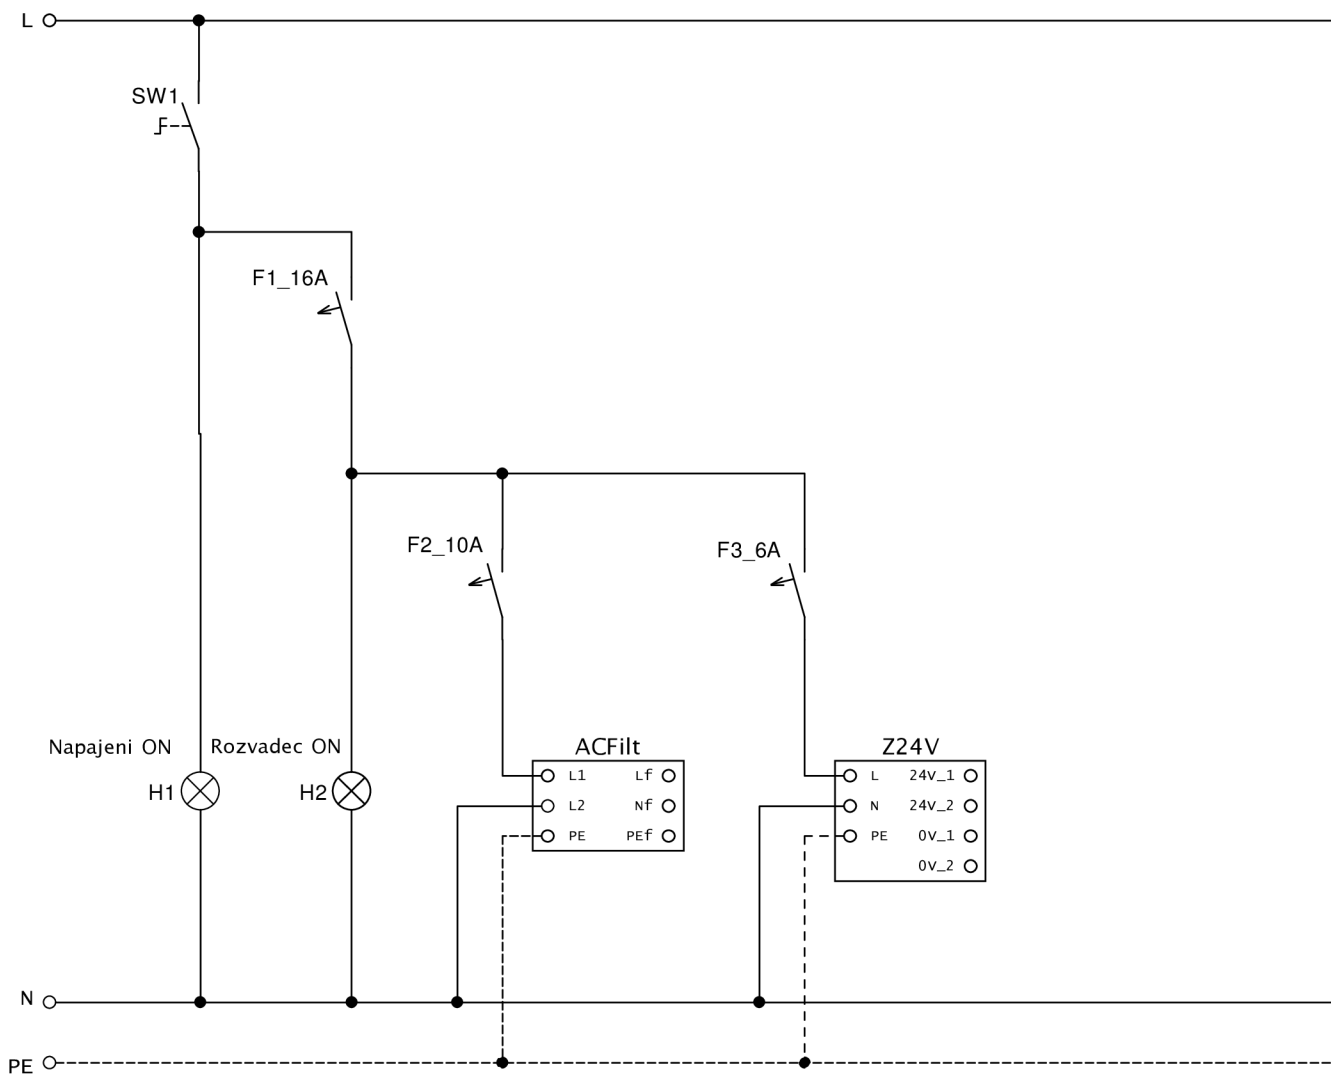 L
SW1
F1_16A
F2_10A
F3_6A
Napajeni ON
Rozvadec ON
ACFilt
Z24V
H1
H2
L1 Lf
L2 Nf
PE PEf
L 24V_1
N 24V_2
PE 0V_1
0V_2
N
PE